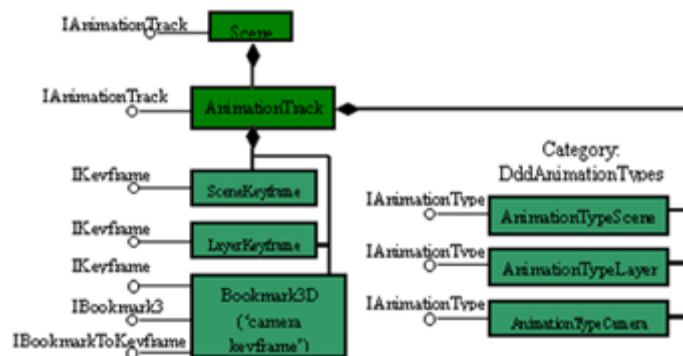 IAnimationTrack
Scene
IAnimationTrack
AnimationTrack
IKeyframe
SceneKeyframe
IKeyframe
LayerKeyframe
IKeyframe
IBookmark3
IBookmarkToKeyframe
Bookmark3D
("camera
keyframe")
Category:
DddAnimationTypes
IAnimationType
AnimationTypeScene
IAnimationType
AnimationTypeLayer
IAnimationType
AnimationTypeCamera